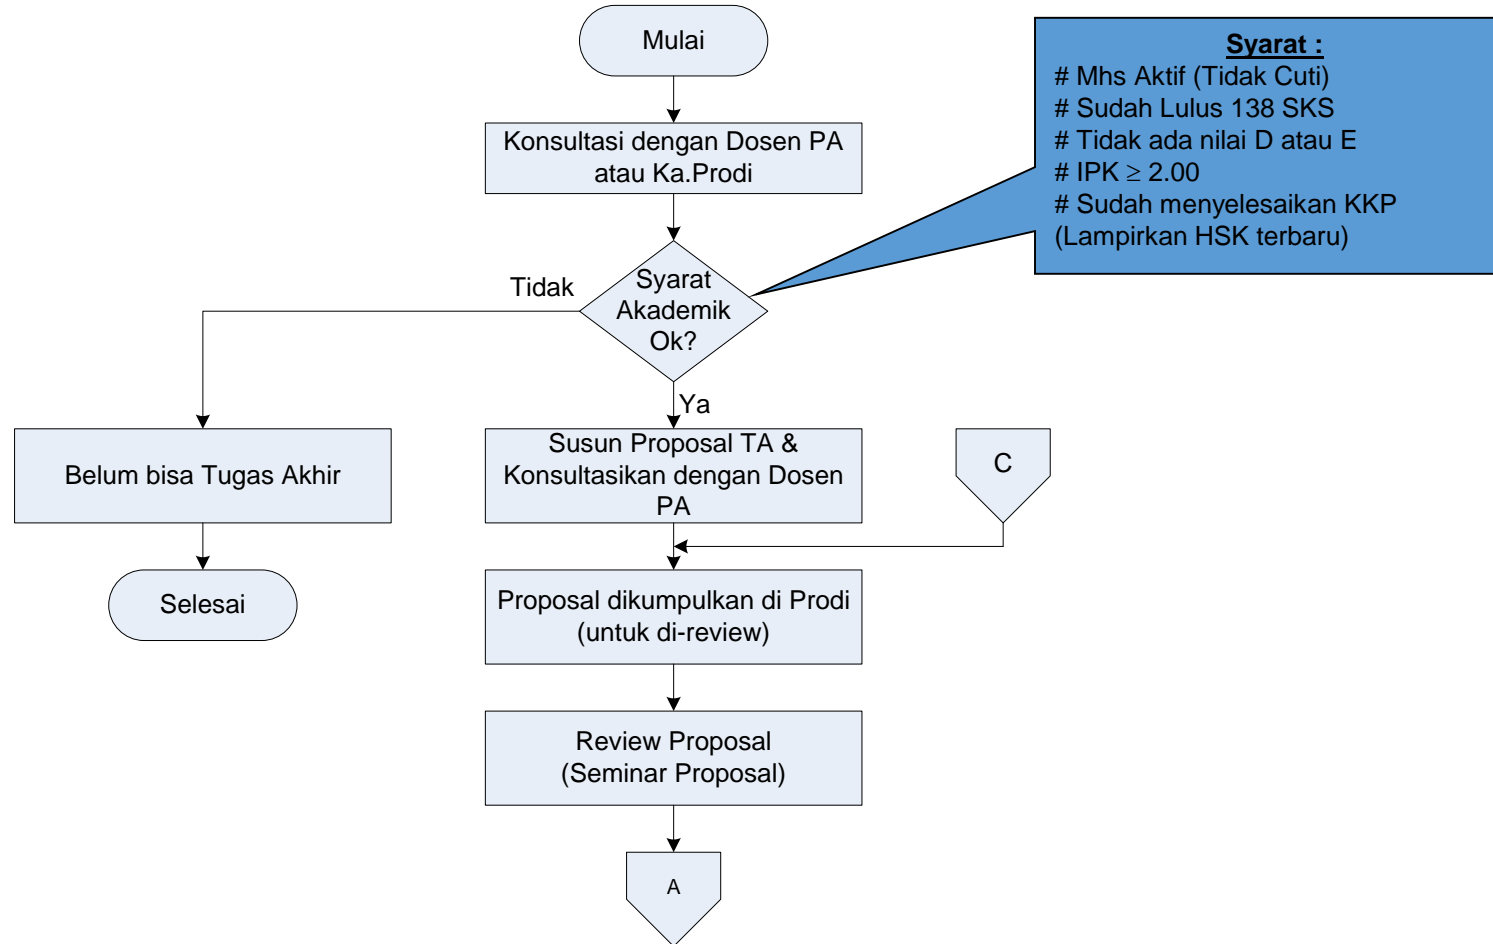 Mulai
Syarat :
# Mhs Aktif (Tidak Cuti)
# Sudah Lulus 138 SKS
# Tidak ada nilai D atau E
# IPK ≥ 2.00
# Sudah menyelesaikan KKP
(Lampirkan HSK terbaru)
Konsultasi dengan Dosen PA
atau Ka.Prodi
Tidak
Syarat
Akademik
Ok?
Ya
Belum bisa Tugas Akhir
Susun Proposal TA &
Konsultasikan dengan Dosen
PA
C
Selesai
Proposal dikumpulkan di Prodi
(untuk di-review)
Review Proposal
(Seminar Proposal)
A